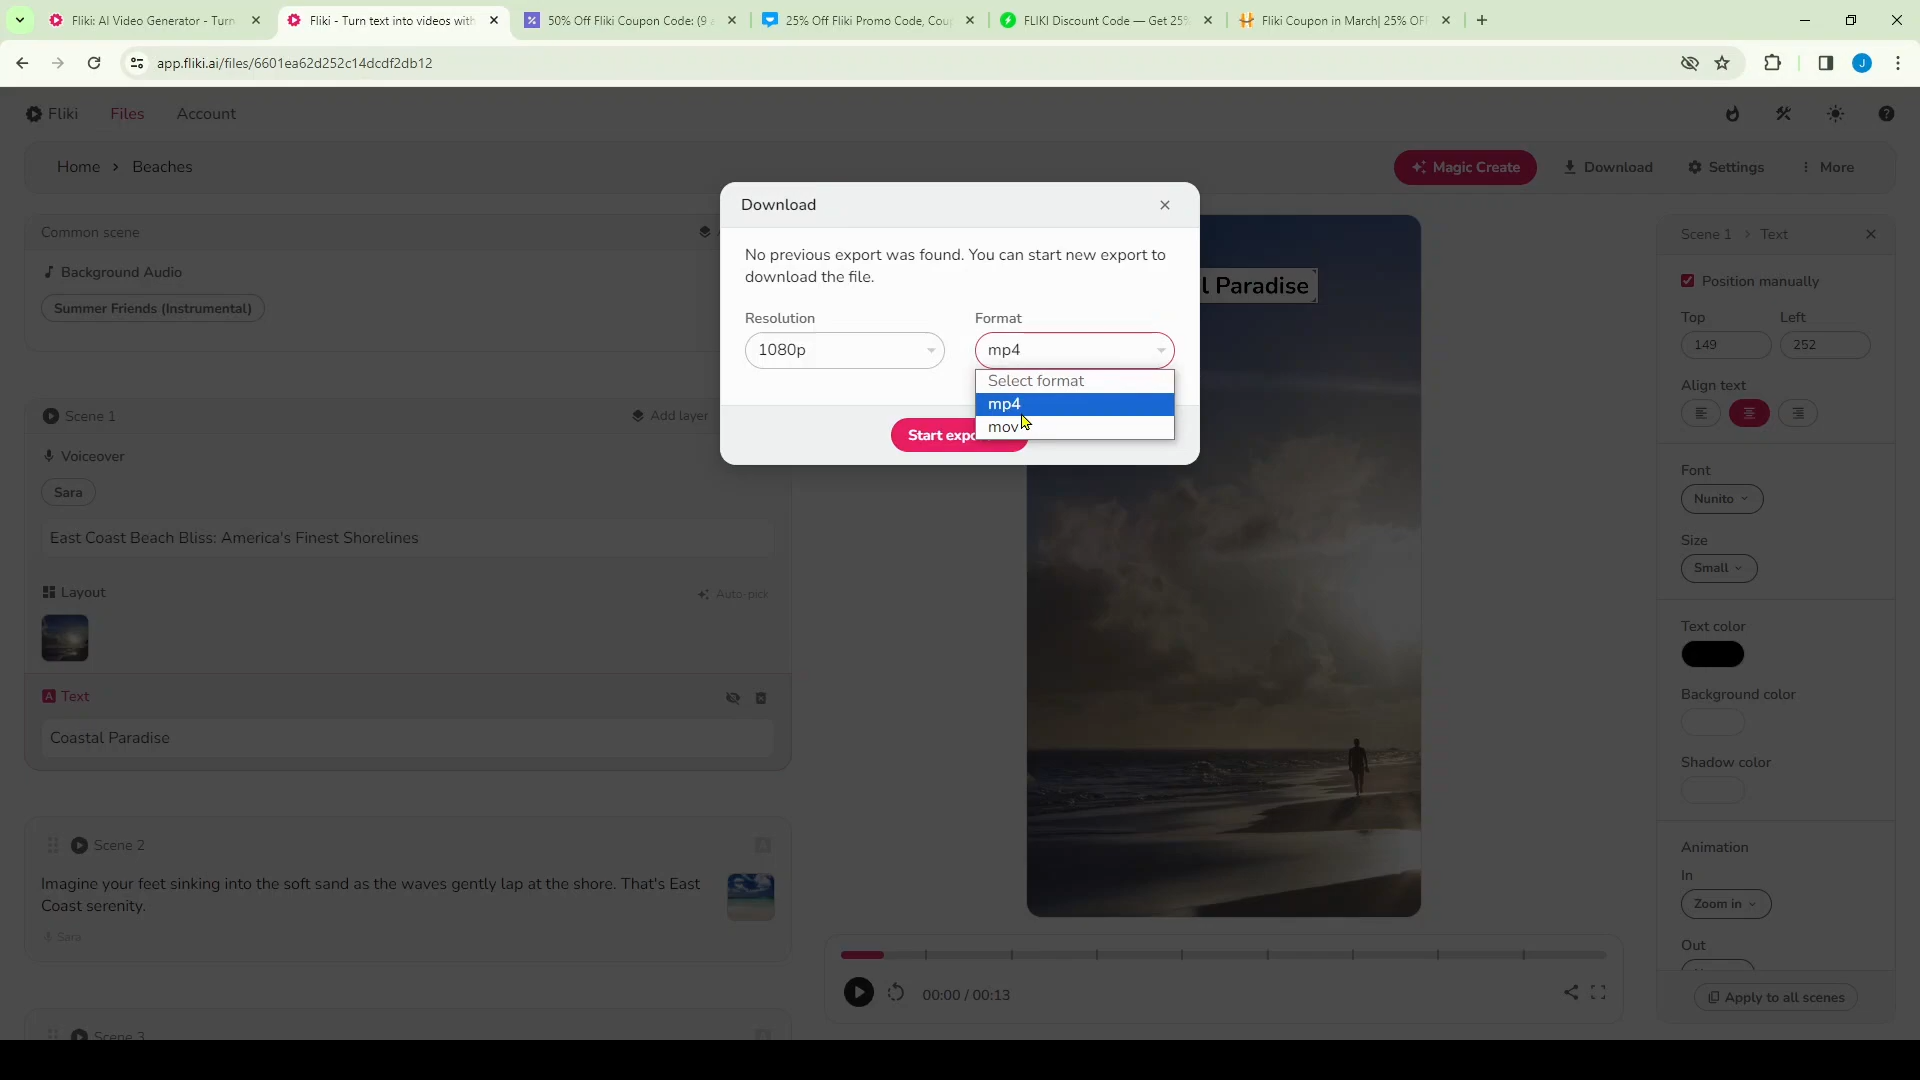 Fliki: AI Video Generator - Turn
Fliki - Turn text into videos with
50% Off Fliki Coupon Code: (9
25% Off Fliki Promo Code, Cou
FLIKI Discount Code — Get 25%
Fliki Coupon in March| 25% OF
app.fliki.ai/files/6601ea62d252c14dcdf2db12
J
Fliki
Files
Account
Home > Beaches
Magic Create
Download
Settings
More
Download
No previous export was found. You can start new export to
download the file.
Resolution
Format
1080p
mp4
Select format
mp4
mov
Start expo
Common scene
Background Audio
Summer Friends (Instrumental)
Scene 1
Add layer
Voiceover
Sara
East Coast Beach Bliss: America's Finest Shorelines
Layout
Auto-pick
Text
Coastal Paradise
Scene 2
Imagine your feet sinking into the soft sand as the waves gently lap at the shore. That's East
Coast serenity.
Sara
Scene 3
l Paradise
00:00 / 00:13
Scene 1 > Text
Position manually
Top
Left
149
252
Align text
Font
Nunito
Size
Small
Text color
Background color
Shadow color
Animation
In
Zoom in
Out
Apply to all scenes